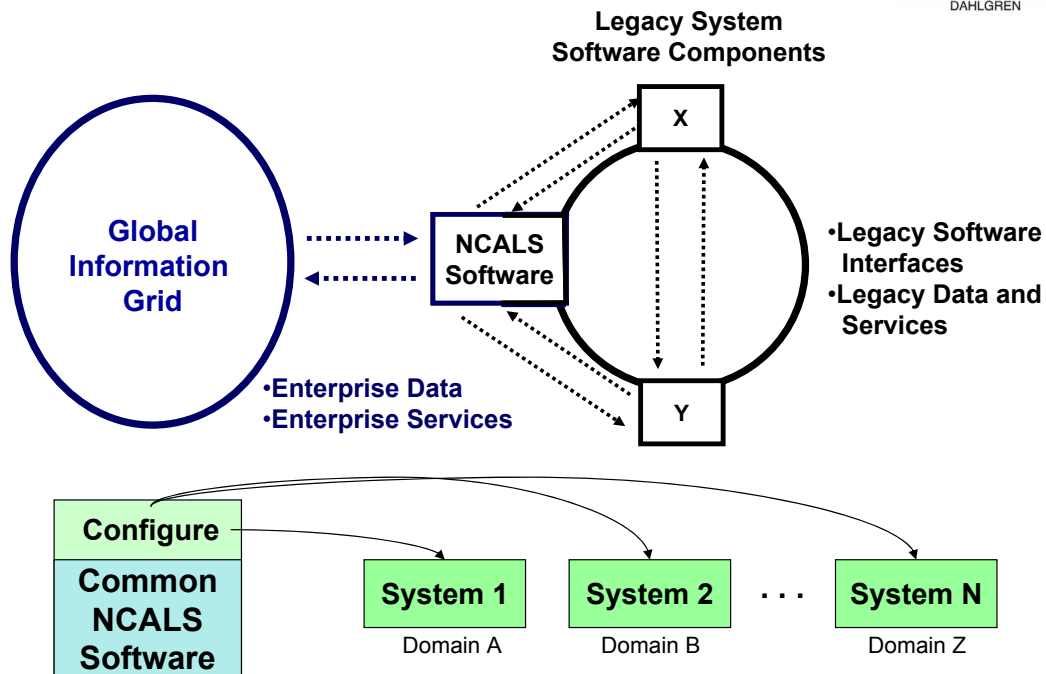 DAHLGREN
Legacy System
Software Components
X
Global
Information
Grid
NCALS
Software
•Legacy Software
Interfaces
•Legacy Data and
Services
•Enterprise Data
•Enterprise Services
Y
Configure
Common
NCALS
Software
System 1
System 2
. . .
System N
Domain A
Domain B
Domain Z